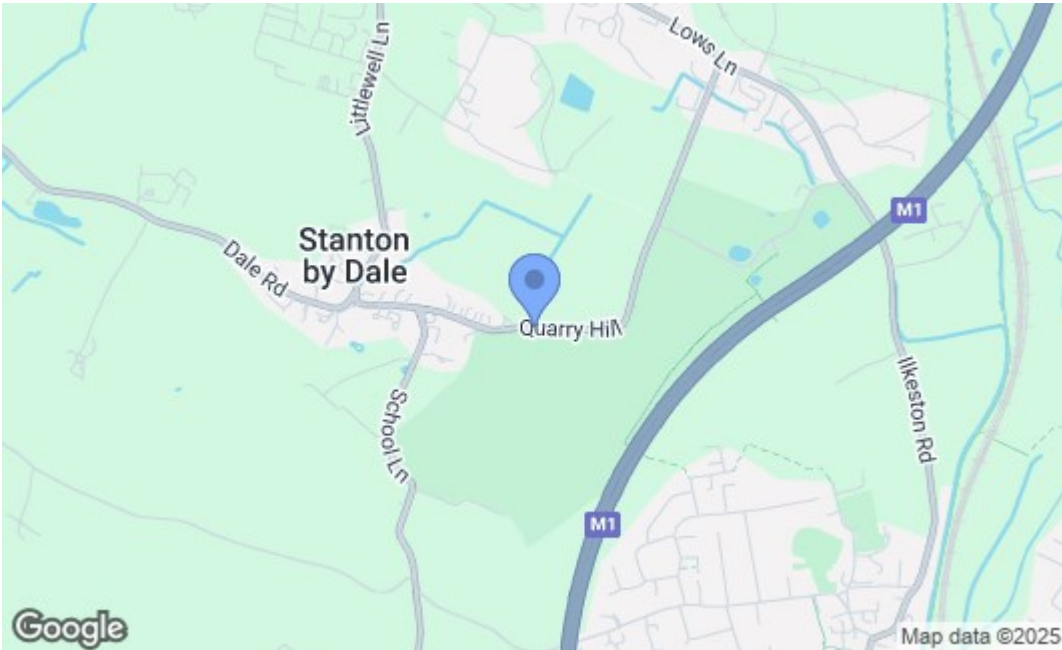 Littlewell Ln
Lows Ln
M1
Stanton
by Dale
Dale Rd
Quarry Hill
Ilkeston Rd
School Ln
M1
Google
Map data ©2025